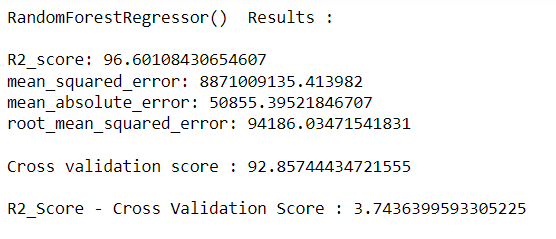 RandomForestRegressor()  Results :
R2_score: 96.60108430654607
mean_squared_error: 8871009135.413982
mean_absolute_error: 50855.39521846707
root_mean_squared_error: 94186.03471541831
Cross validation score : 92.85744434721555
R2_Score - Cross Validation Score : 3.7436399593305225